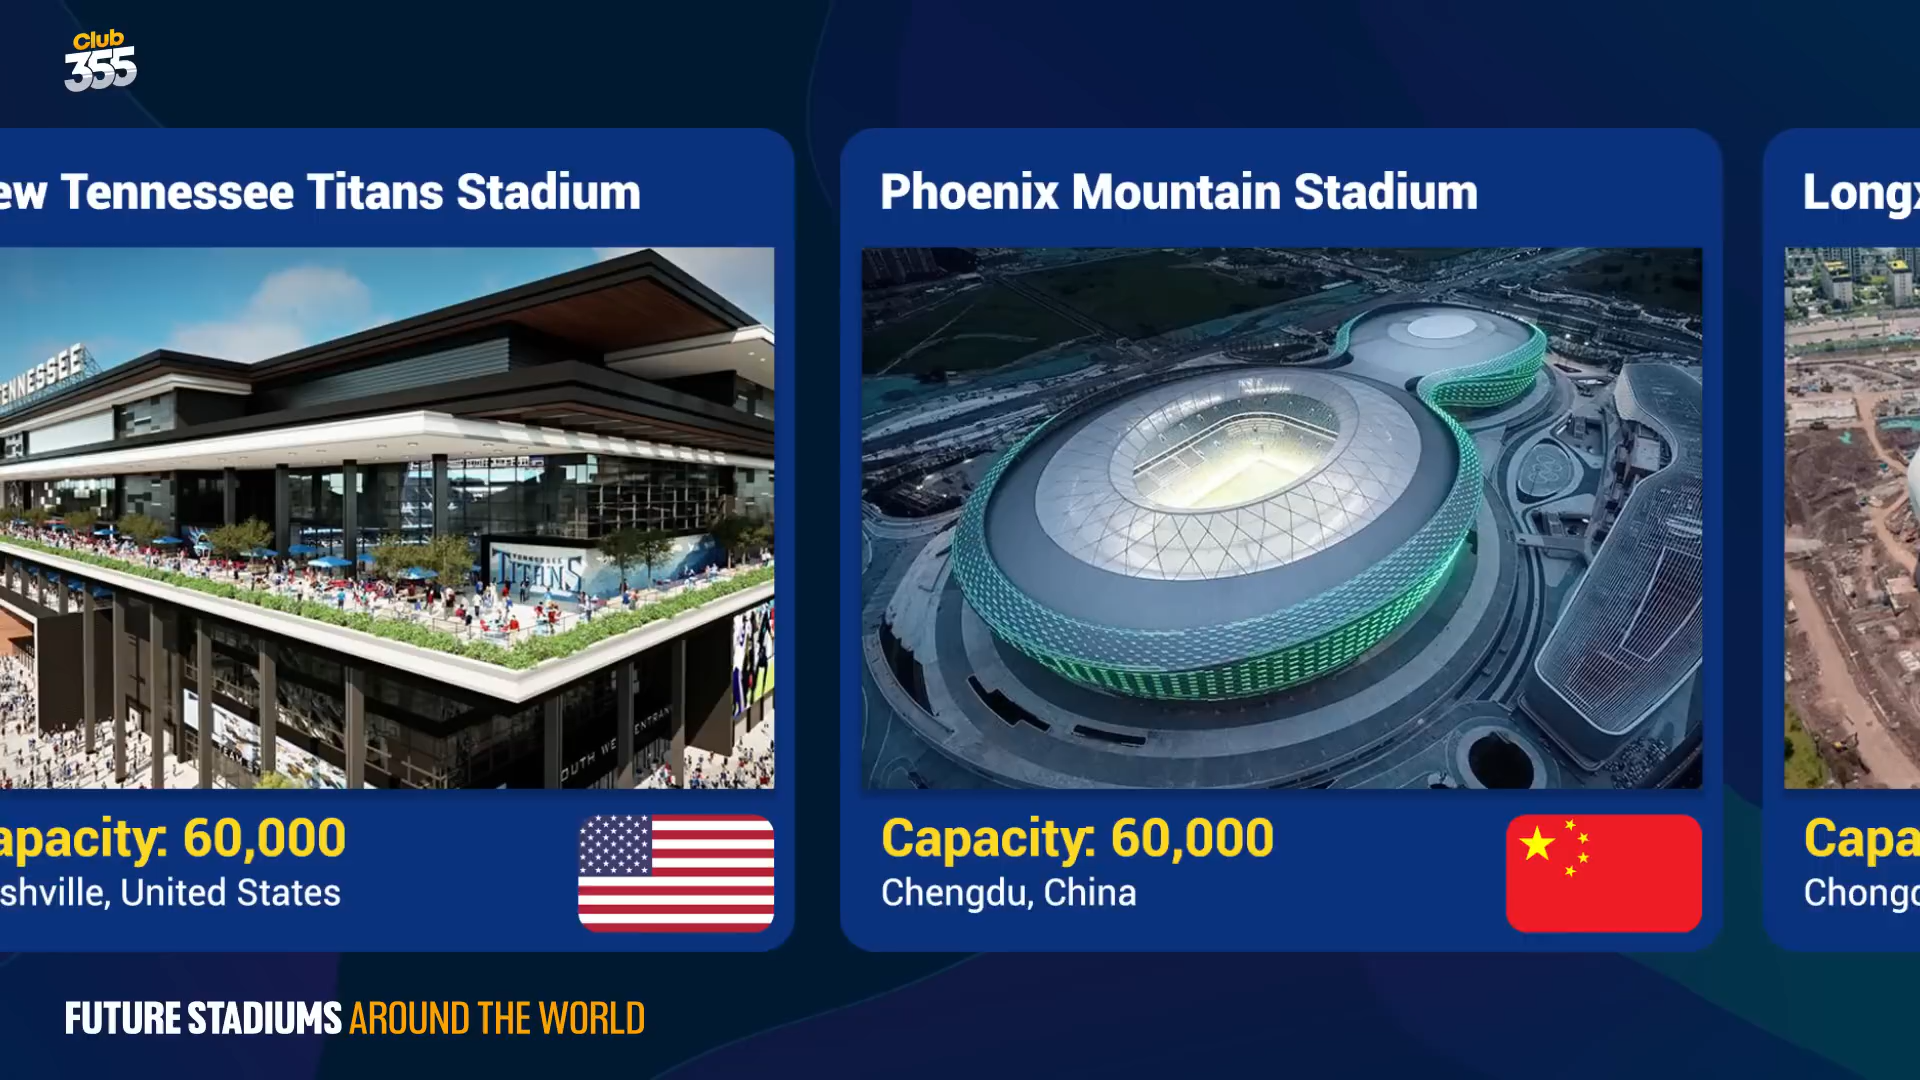 Club
355
ew Tennessee Titans Stadium
Phoenix Mountain Stadium
Long
TENNESSEE
TENNESSEE
TITANS
apacity: 60,000
shville, United States
Capacity: 60,000
Chengdu, China
Capa
Chong
FUTURE STADIUMS AROUND THE WORLD